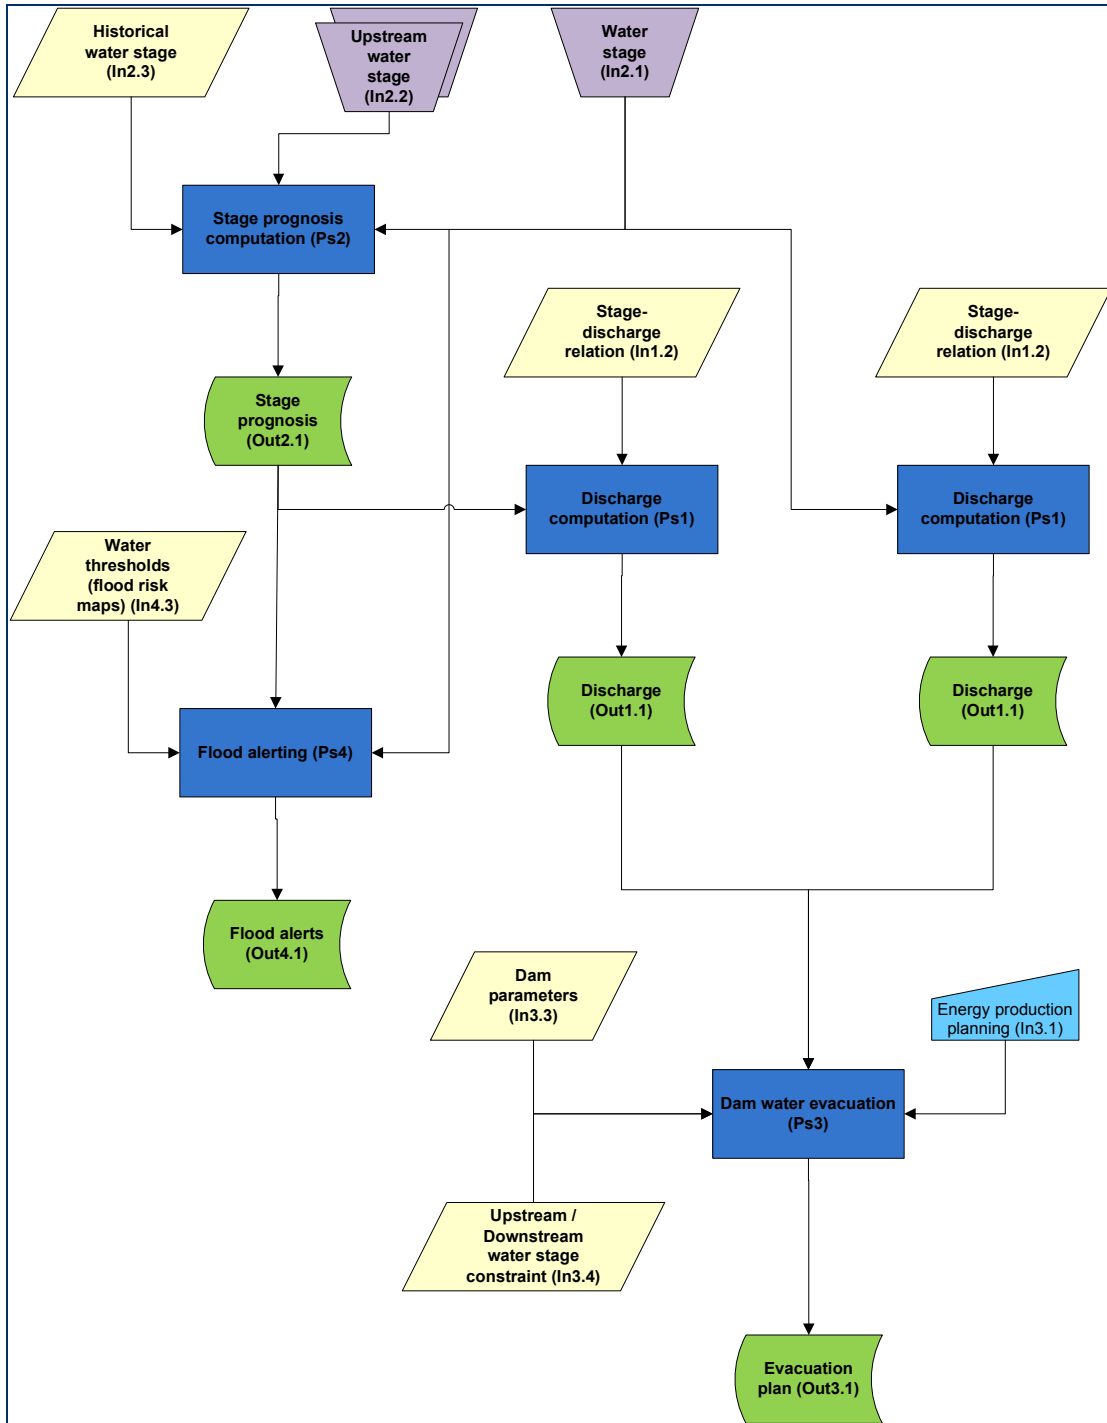 Historical
water stage
(In2.3)
Upstream
water
stage
(In2.2)
Water
stage
(In2.1)
Stage prognosis
computation (Ps2)
Stage-
discharge
relation (In1.2)
Stage-
discharge
relation (In1.2)
Stage
prognosis
(Out2.1)
Discharge
computation (Ps1)
Discharge
computation (Ps1)
Water
thresholds
(flood risk
maps) (In4.3)
Discharge
(Out1.1)
Discharge
(Out1.1)
Flood alerting (Ps4)
Flood alerts
(Out4.1)
Dam
parameters
(In3.3)
Energy production
planning (In3.1)
Dam water evacuation
(Ps3)
Upstream /
Downstream
water stage
constraint (In3.4)
Evacuation
plan (Out3.1)